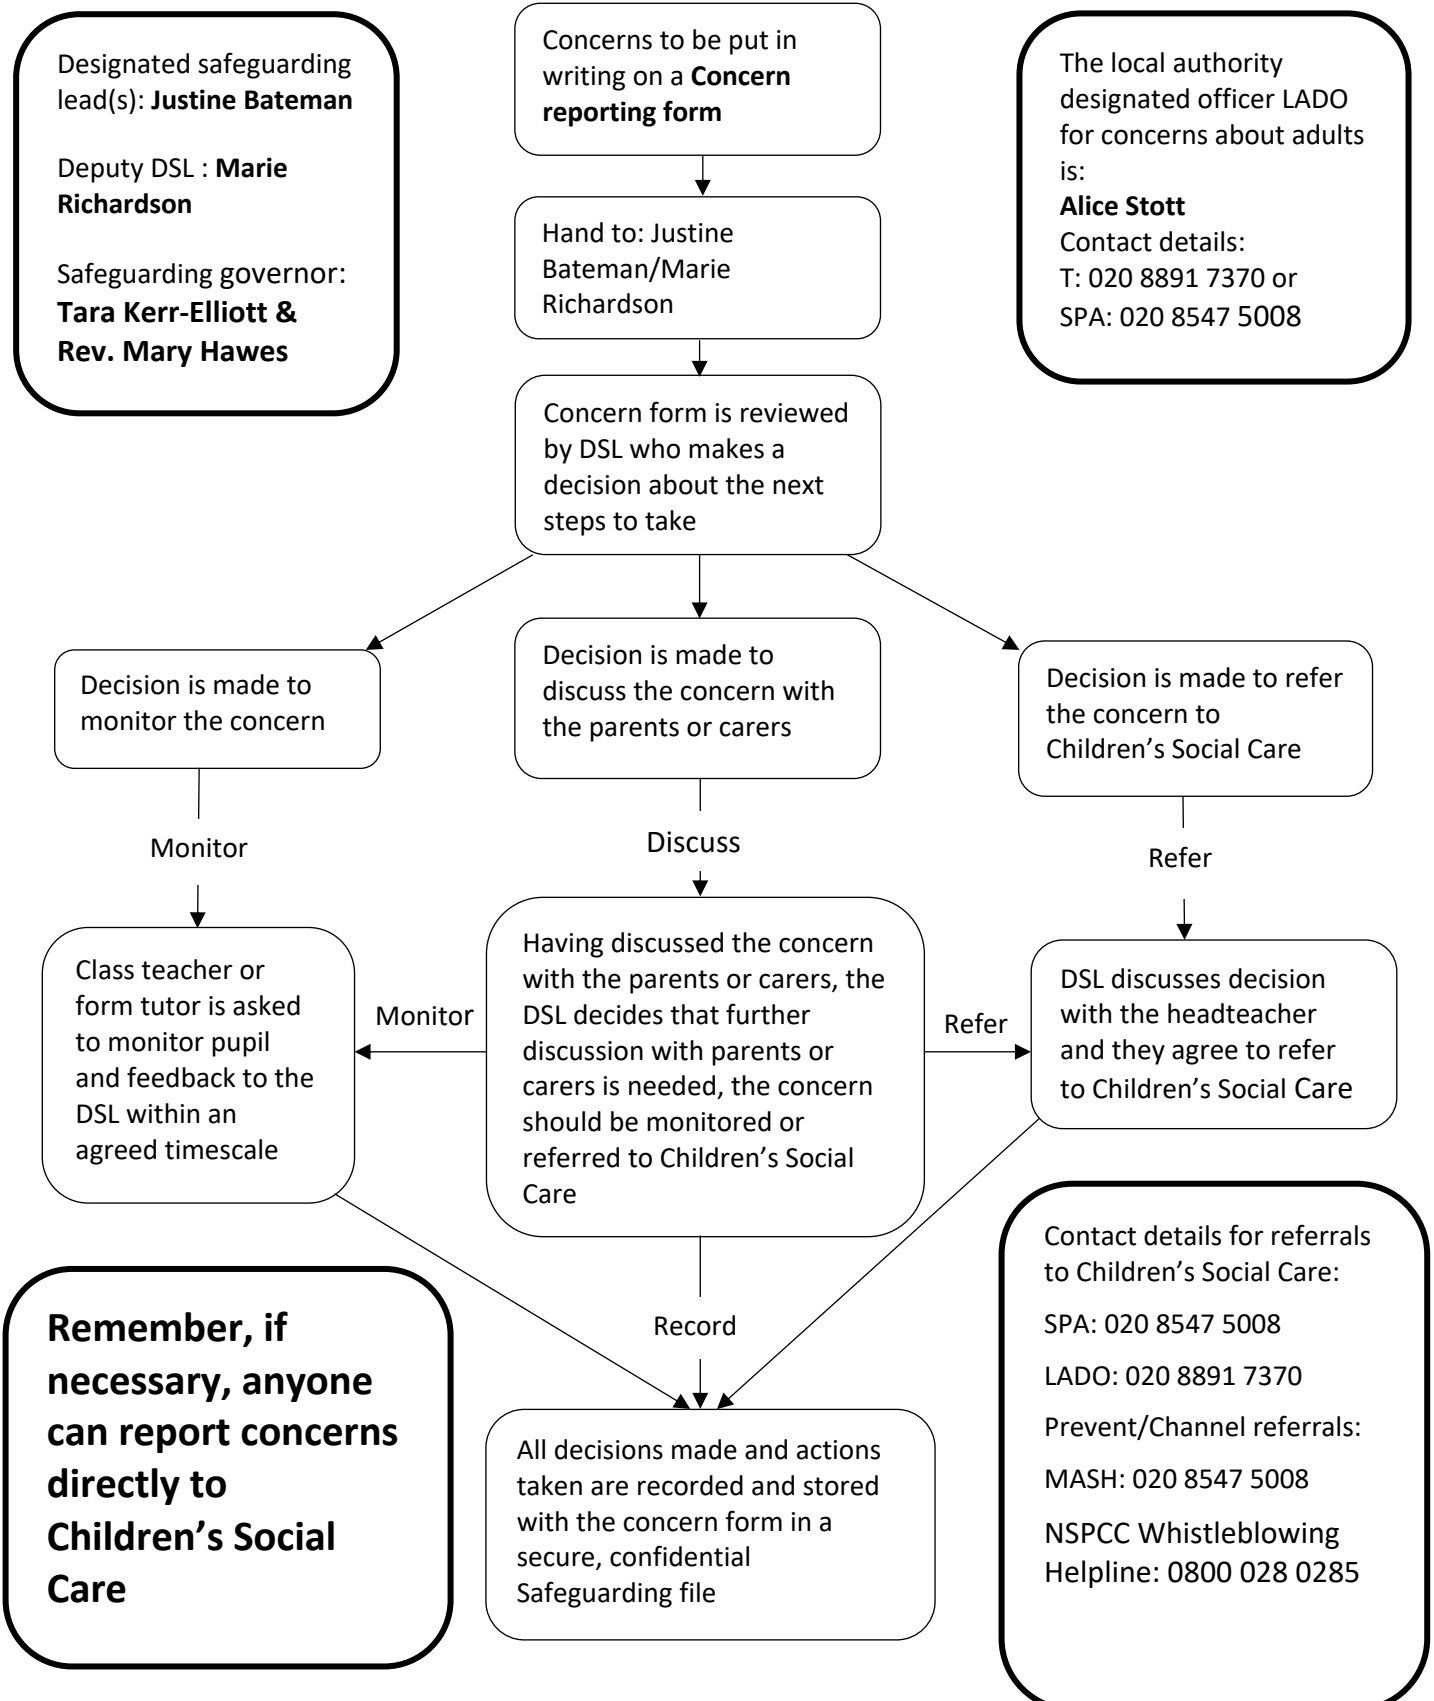 Designated safeguarding
lead(s): Justine Bateman
Deputy DSL : Marie
Richardson
Safeguarding governor:
Tara Kerr-Elliott &
Rev. Mary Hawes
Concerns to be put in
writing on a Concern
reporting form
The local authority
designated officer LADO
for concerns about adults
is:
Alice Stott
Contact details:
T: 020 8891 7370 or
SPA: 020 8547 5008
Hand to: Justine
Bateman/Marie
Richardson
Concern form is reviewed
by DSL who makes a
decision about the next
steps to take
Decision is made to
monitor the concern
Decision is made to
discuss the concern with
the parents or carers
Decision is made to refer
the concern to
Children’s Social Care
Monitor
Discuss
Refer
Class teacher or
form tutor is asked
to monitor pupil
and feedback to the
DSL within an
agreed timescale
Monitor
Having discussed the concern
with the parents or carers, the
DSL decides that further
discussion with parents or
carers is needed, the concern
should be monitored or
referred to Children’s Social
Care
Refer
DSL discusses decision
with the headteacher
and they agree to refer
to Children’s Social Care
Remember, if
necessary, anyone
can report concerns
directly to
Children’s Social
Care
Record
All decisions made and actions
taken are recorded and stored
with the concern form in a
secure, confidential
Safeguarding file
Contact details for referrals
to Children’s Social Care:
SPA: 020 8547 5008
LADO: 020 8891 7370
Prevent/Channel referrals:
MASH: 020 8547 5008
NSPCC Whistleblowing
Helpline: 0800 028 0285